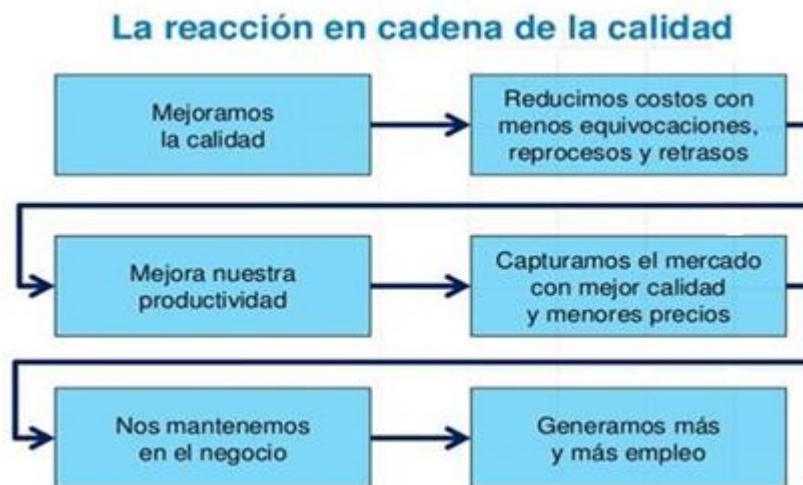 La reacción en cadena de la calidad
Mejoramos
la calidad
Reducimos costos con
menos equivocaciones,
reprocesos y retrasos
Mejora nuestra
productividad
Capturamos el mercado
con mejor calidad
y menores precios
Nos mantenemos
en el negocio
Generamos más
y más empleo